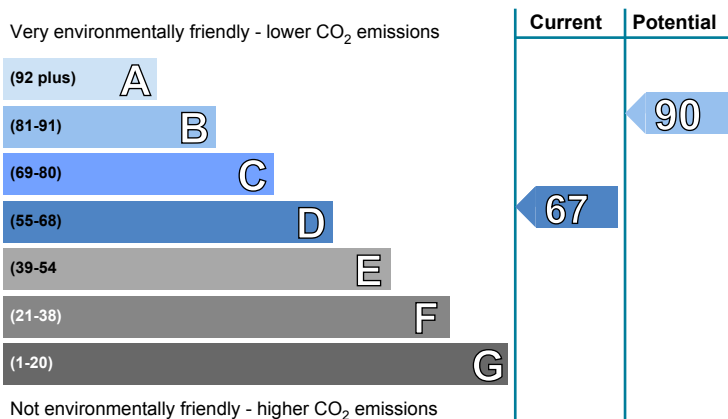 Current Potential
Very environmentally friendly - lower CO2 emissions
(92 plus) A
(81-91) B
90
(69-80) C
(55-68) D
67
(39-54 E
(21-38) F
(1-20) G
Not environmentally friendly - higher CO2 emissions